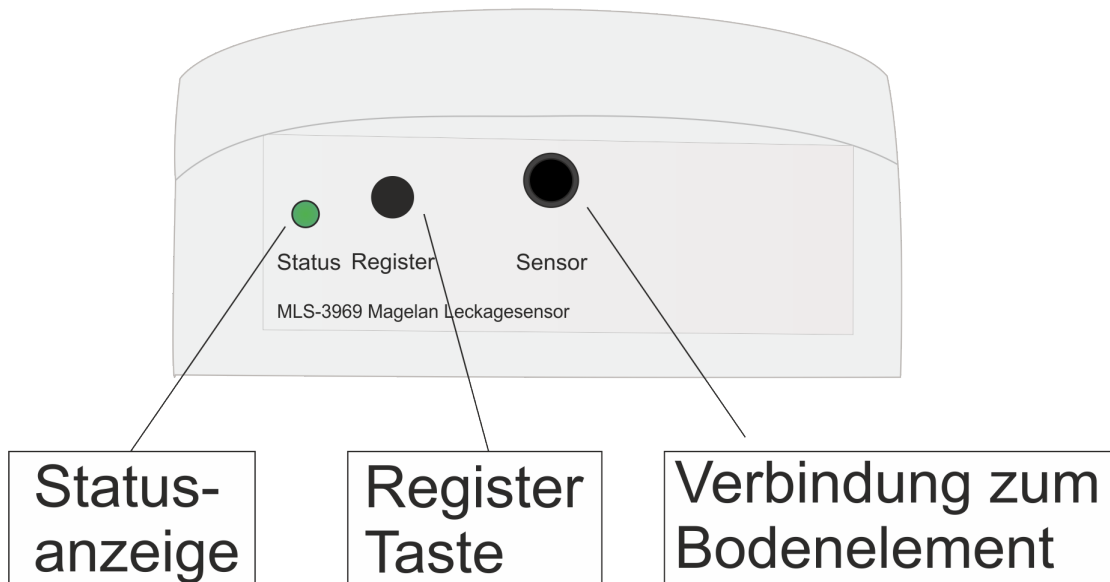 Status Register Sensor
MLS-3969 Magelan Leckagesensor
Status-
anzeige
Register
Taste
Verbindung zum
Bodenelement